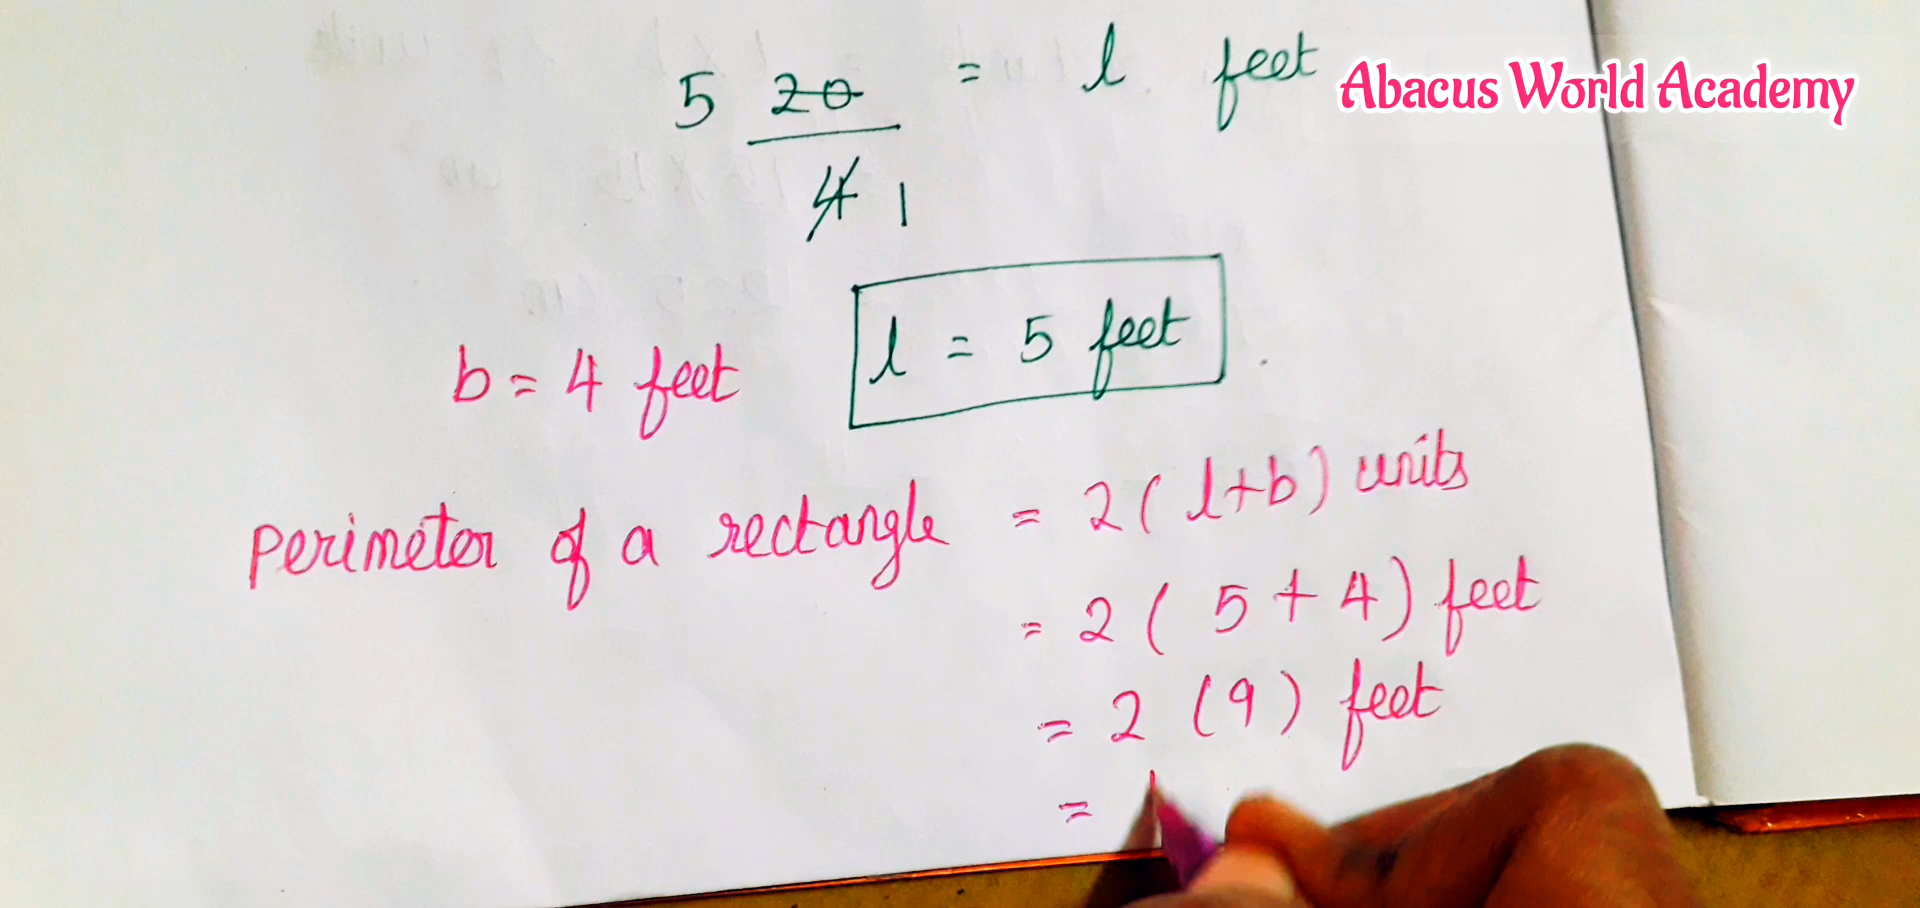 5 20 = l feet
Abacus World Academy
4 1
l = 5 feet
b = 4 feet
Perimeter of a rectangle = 2 ( l+b ) units
= 2 ( 5 + 4 ) feet
= 2 ( 9 ) feet
=